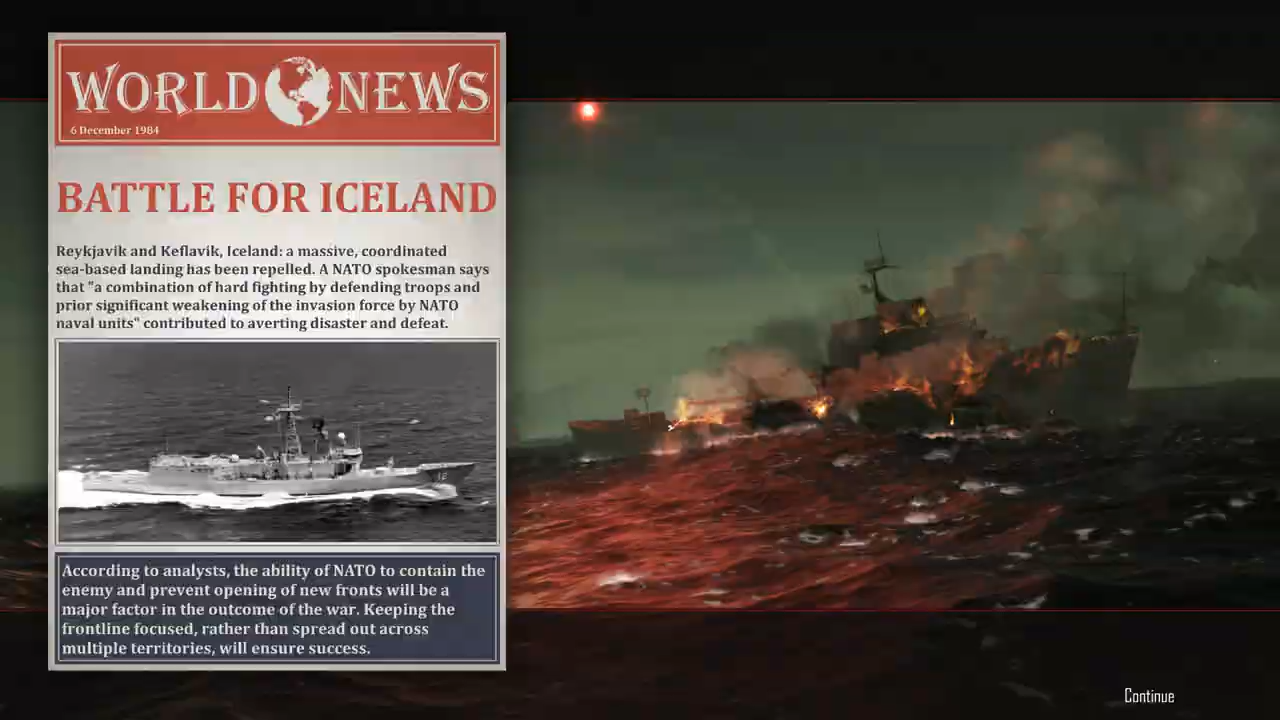 WORLD NEWS
6 December 1984
BATTLE FOR ICELAND
Reykjavik and Keflavik, Iceland: a massive, coordinated
sea-based landing has been repelled. A NATO spokesman says
that "a combination of hard fighting by defending troops and
prior significant weakening of the invasion force by NATO
naval units" contributed to averting disaster and defeat.
12
According to analysts, the ability of NATO to contain the
enemy and prevent opening of new fronts will be a
major factor in the outcome of the war. Keeping the
frontline focused, rather than spread out across
multiple territories, will ensure success.
Continue